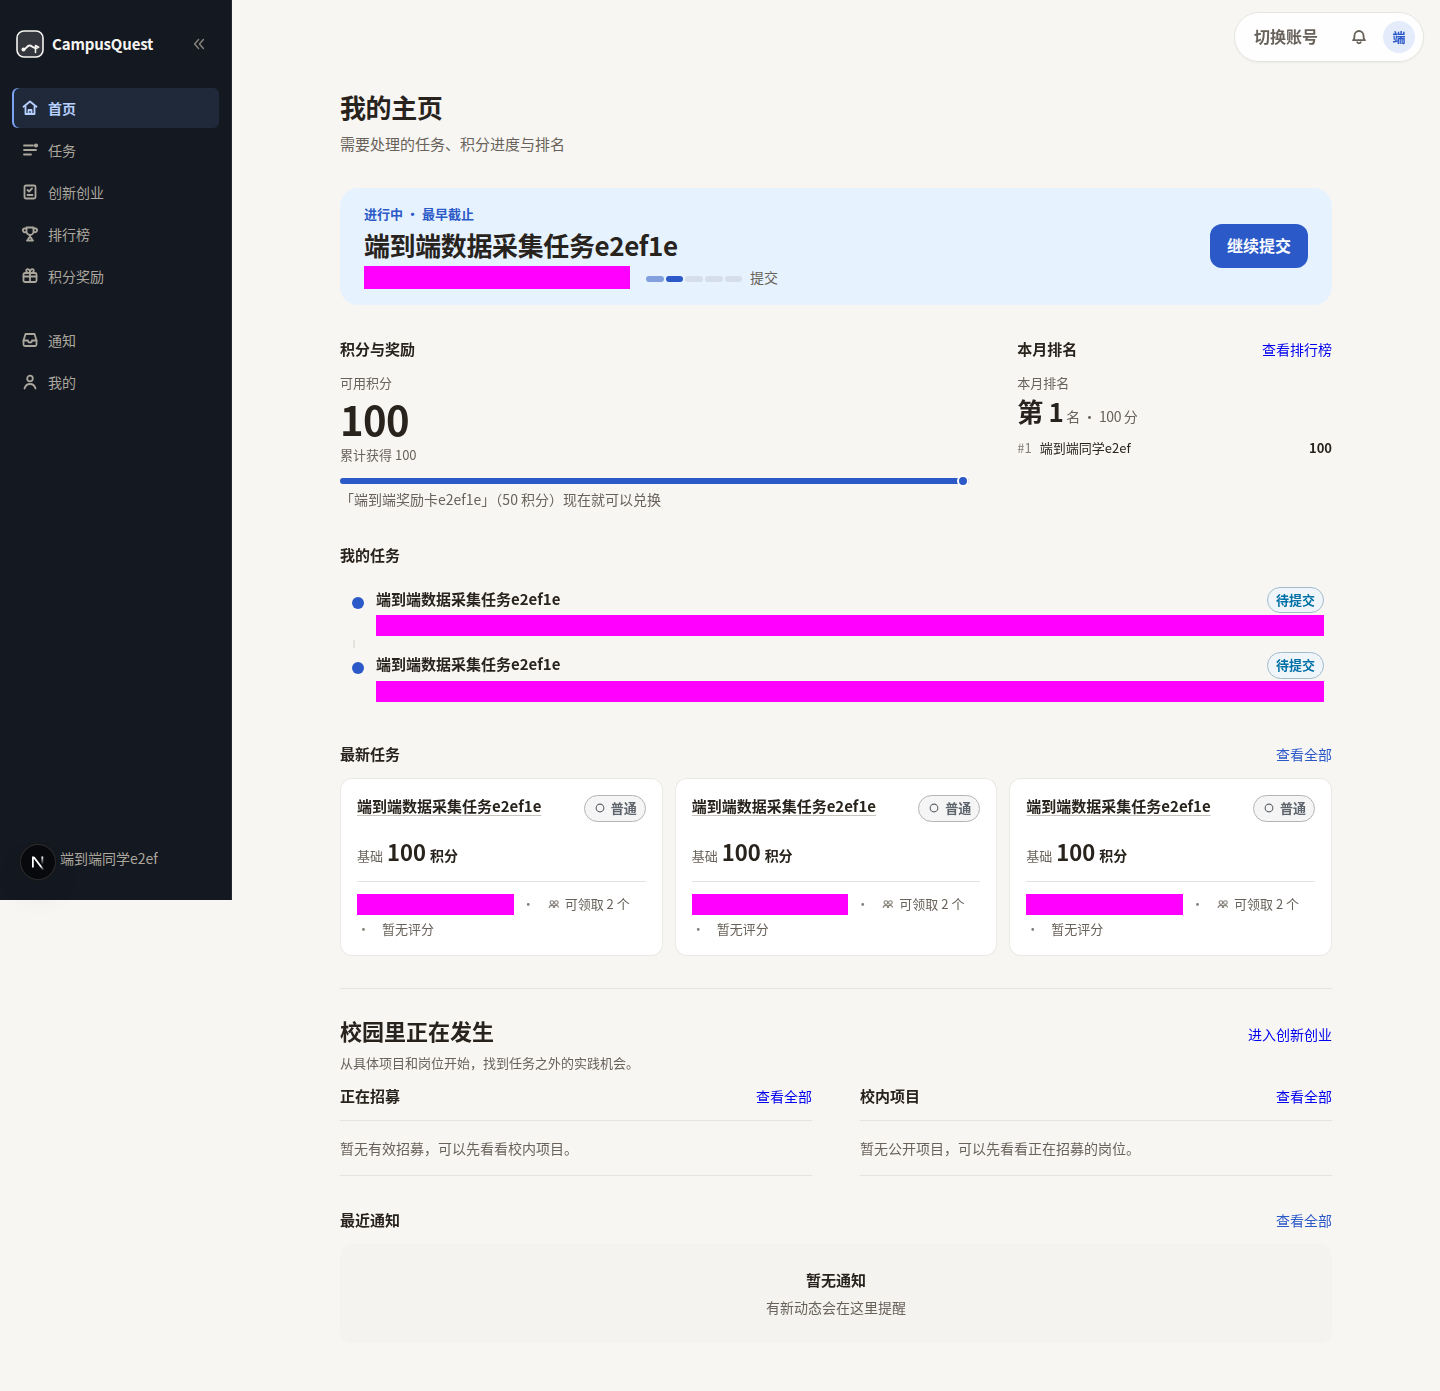 CampusQuest
切换账号
端
首页
任务
创新创业
排行榜
积分奖励
通知
我的
端到端同学e2ef
我的主页
需要处理的任务、积分进度与排名
进行中 · 最早截止
端到端数据采集任务e2ef1e
提交
继续提交
积分与奖励
可用积分
100
累计获得 100
「端到端奖励卡e2ef1e」（50 积分）现在就可以兑换
本月排名
查看排行榜
本月排名
第 1 名 · 100 分
#1 端到端同学e2ef 100
我的任务
端到端数据采集任务e2ef1e
待提交
端到端数据采集任务e2ef1e
待提交
最新任务
查看全部
端到端数据采集任务e2ef1e
普通
基础 100 积分
· 可领取 2 个
· 暂无评分
端到端数据采集任务e2ef1e
普通
基础 100 积分
· 可领取 2 个
· 暂无评分
端到端数据采集任务e2ef1e
普通
基础 100 积分
· 可领取 2 个
· 暂无评分
校园里正在发生
进入创新创业
从具体项目和岗位开始，找到任务之外的实践机会。
正在招募
查看全部
暂无有效招募，可以先看看校内项目。
校内项目
查看全部
暂无公开项目，可以先看看正在招募的岗位。
最近通知
查看全部
暂无通知
有新动态会在这里提醒